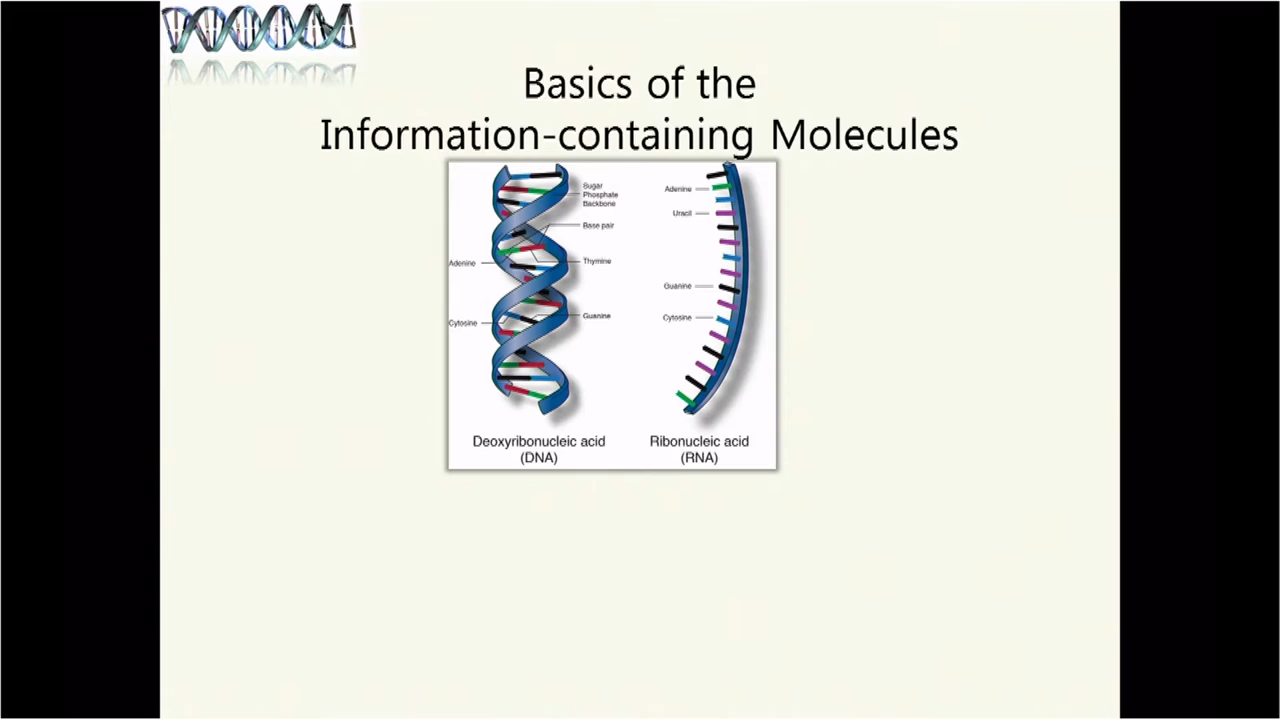 Basics of the
Information-containing Molecules
Sugar
Phosphate
Backbone
Base pair
Adenine
Thymine
Cytosine
Guanine
Deoxyribonucleic acid
(DNA)
Adenine
Uracil
Guanine
Cytosine
Ribonucleic acid
(RNA)